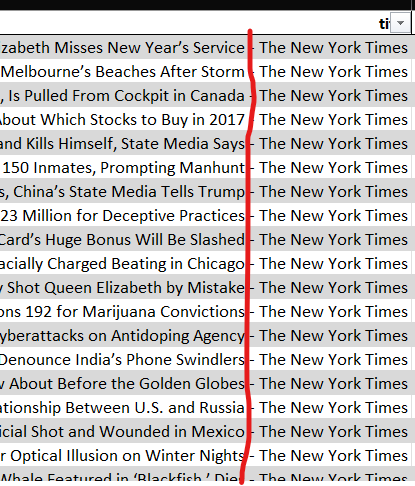 ti
izabeth Misses New Year's Service - The New York Times
Melbourne's Beaches After Storm - The New York Times
, Is Pulled From Cockpit in Canada - The New York Times
About Which Stocks to Buy in 2017 - The New York Times
and Kills Himself, State Media Says - The New York Times
150 Inmates, Prompting Manhunt - The New York Times
s, China's State Media Tells Trump - The New York Times
23 Million for Deceptive Practices - The New York Times
Card's Huge Bonus Will Be Slashed - The New York Times
acially Charged Beating in Chicago - The New York Times
y Shot Queen Elizabeth by Mistake - The New York Times
ons 192 for Marijuana Convictions - The New York Times
yberattacks on Antidoping Agency - The New York Times
Denounce India's Phone Swindlers - The New York Times
w About Before the Golden Globes - The New York Times
ationship Between U.S. and Russia - The New York Times
icial Shot and Wounded in Mexico - The New York Times
r Optical Illusion on Winter Nights - The New York Times
Whale Featured in 'Blackfish,' Dies - The New York Times